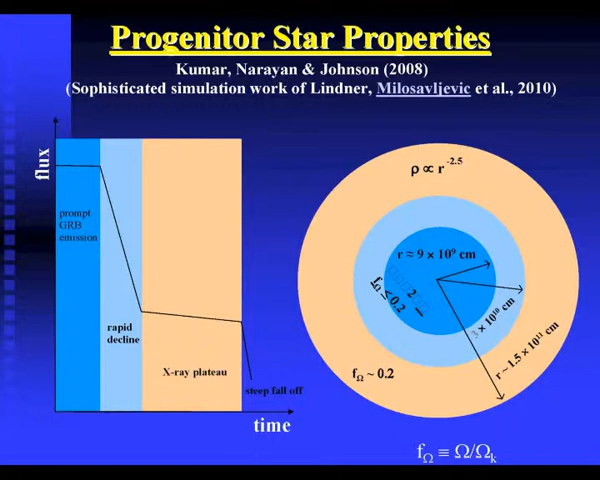 Progenitor Star Properties
Kumar, Narayan & Johnson (2008)
(Sophisticated simulation work of Lindner, Milosavljevic et al., 2010)
flux
prompt
GRB
emission
rapid
decline
X-ray plateau
steep fall off
time
ρ ∝ r^-2.5
r ≈ 9 × 10^9 cm
f_Ω < 0.2
3 × 10^10 cm
r ~ 1.5 × 10^11 cm
f_Ω ~ 0.2
f_Ω ≡ Ω/Ω_k